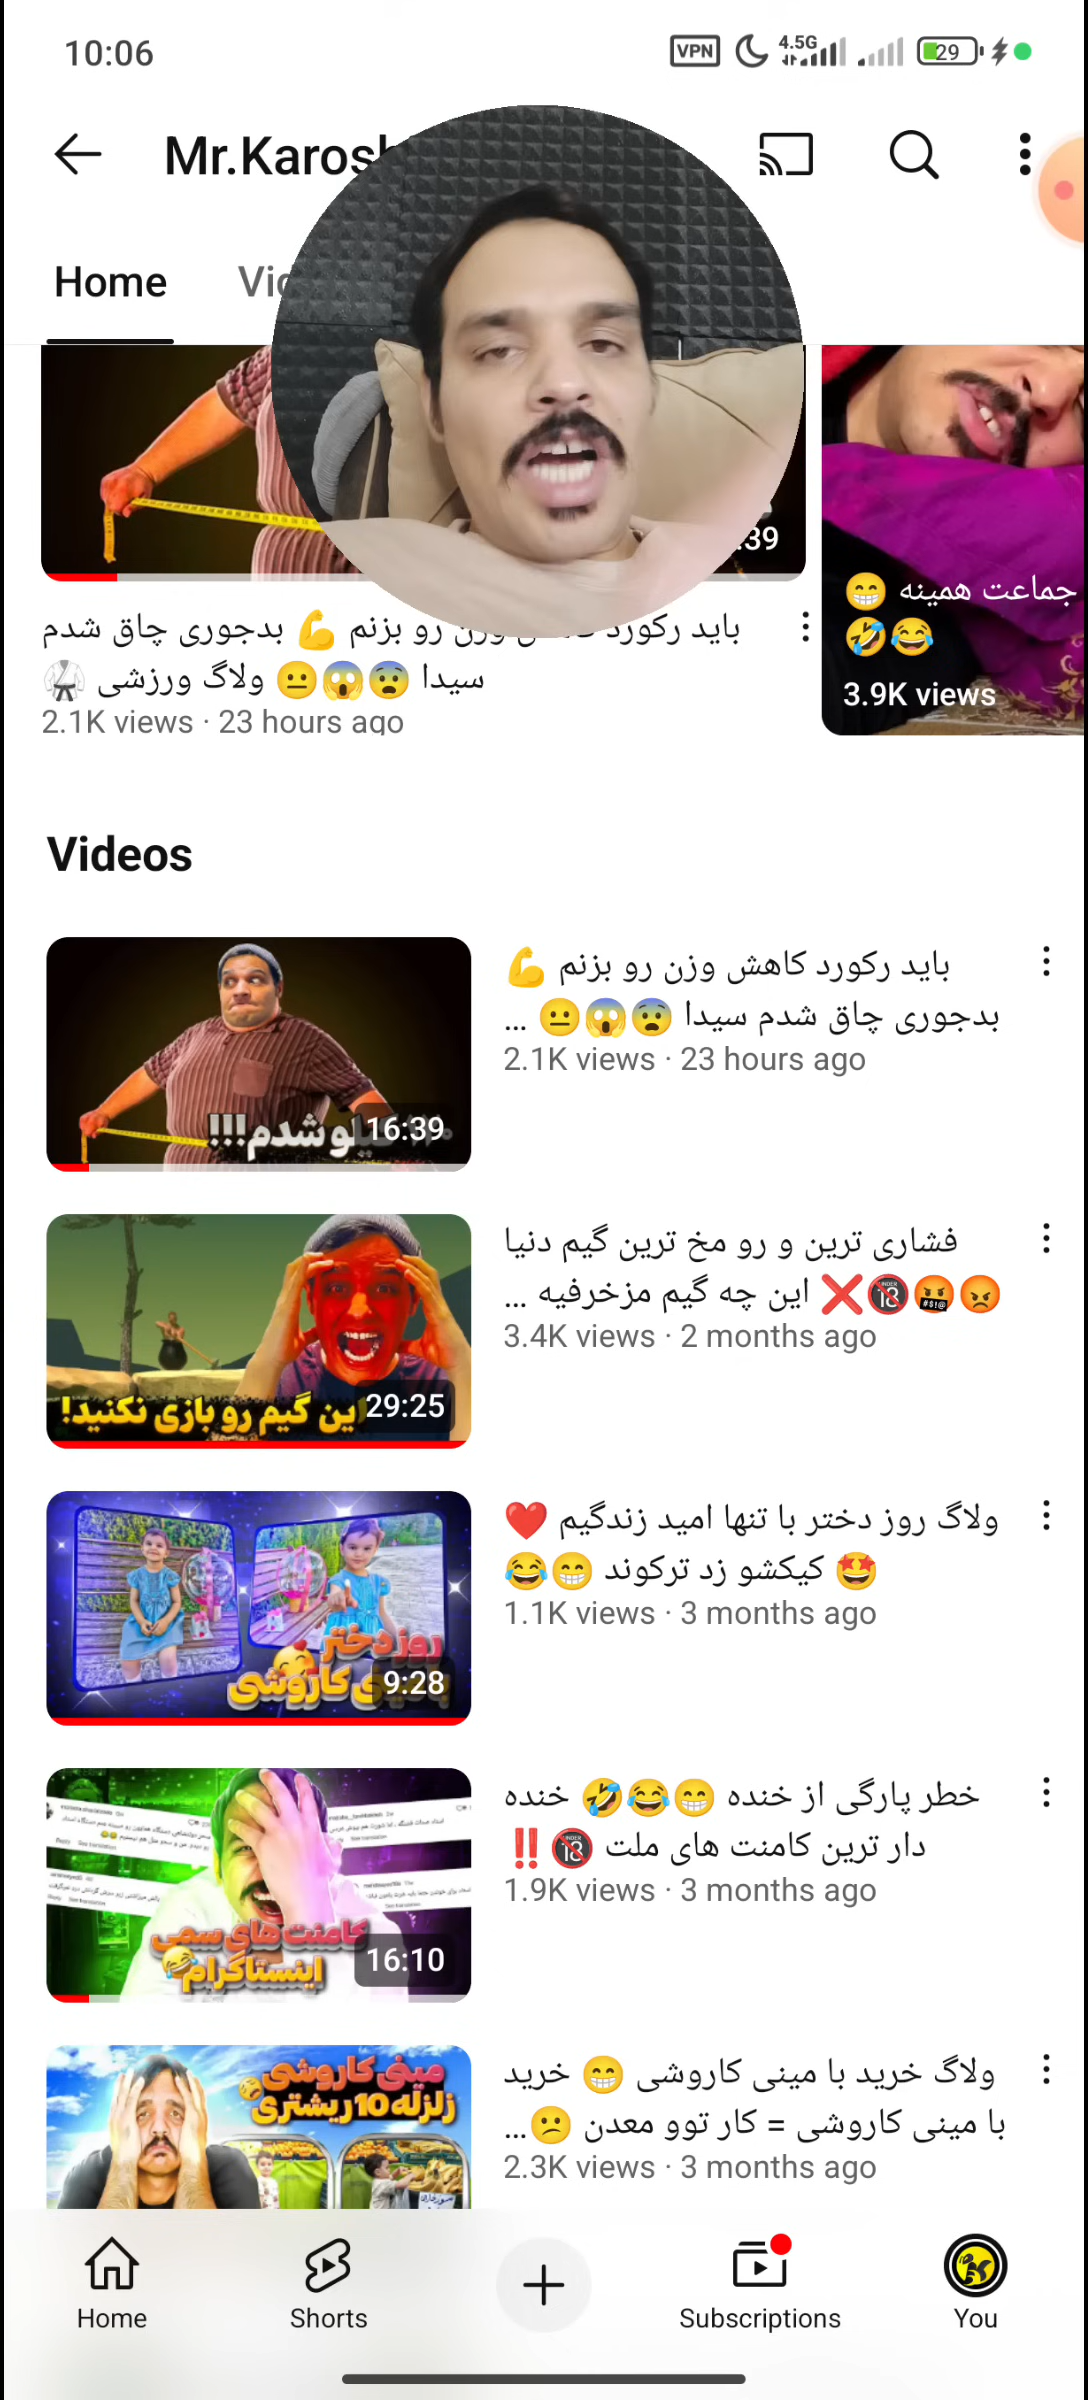 10:06
VPN 4.5G 29
Mr.Karosh
Home
.39
باید رکورد وزن رو بزنم 💪 بدجوری چاق شدم
سیدا 😨😱😐 ولاگ ورزشی 🥋
2.1K views · 23 hours ago
جماعت همینه 😁
😂🤣
3.9K views
Videos
باید رکورد کاهش وزن رو بزنم 💪
بدجوری چاق شدم سیدا 😨😱😐 ...
2.1K views · 23 hours ago
شدم!!!
16:39
فشاری ترین و رو مخ ترین گیم دنیا
😡🤬🔞❌ این چه گیم مزخرفیه ...
3.4K views · 2 months ago
این گیم رو بازی نکنید!
29:25
ولاگ روز دختر با تنها امید زندگیم ❤️
🤩 کیکشو زد ترکوند 😁😂
1.1K views · 3 months ago
روز دختر
کاروشی
9:28
خطر پارگی از خنده 😁😂🤣 خنده
دار ترین کامنت های ملت 🔞‼️
1.9K views · 3 months ago
کامنت های سمی
اینستاگرام
16:10
ولاگ خرید با مینی کاروشی 😁 خرید
با مینی کاروشی = کار توو معدن 😕...
2.3K views · 3 months ago
مینی کاروشی
زلزله 10 ریشتری
Home
Shorts
Subscriptions
You